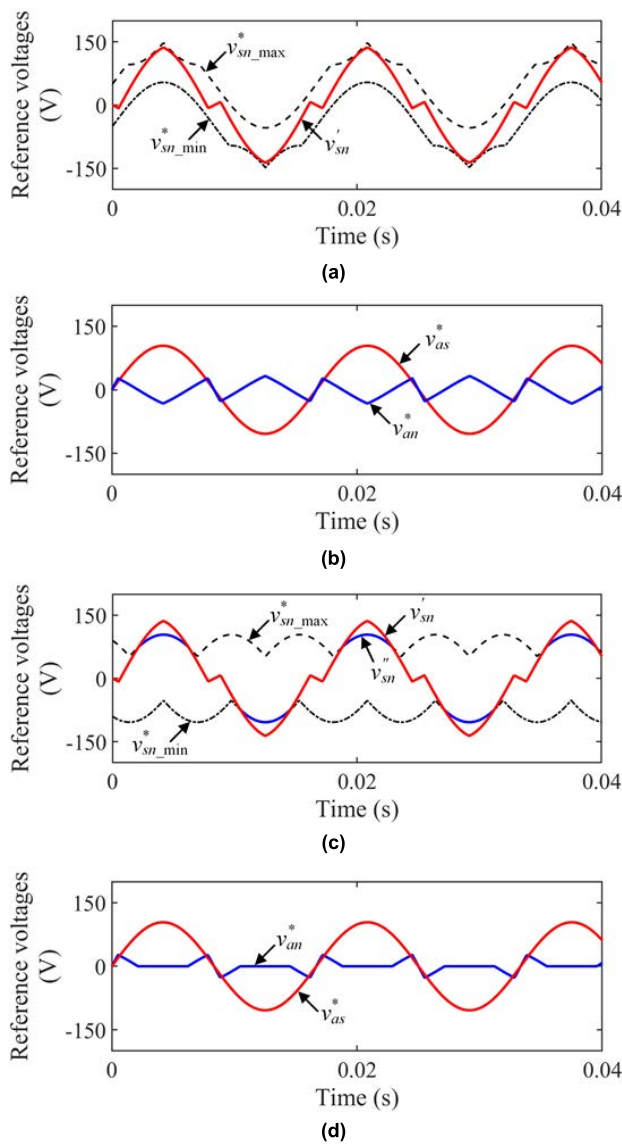 Reference voltages
(V)
150
0
-150
v*sn_max
v*sn_min
v'sn
0
0.02
0.04
Time (s)
(a)
Reference voltages
(V)
150
0
-150
v*as
v*an
0
0.02
0.04
Time (s)
(b)
Reference voltages
(V)
150
0
-150
v*sn_max
v'sn
v''sn
v*sn_min
0
0.02
0.04
Time (s)
(c)
Reference voltages
(V)
150
0
-150
v*an
v*as
0
0.02
0.04
Time (s)
(d)